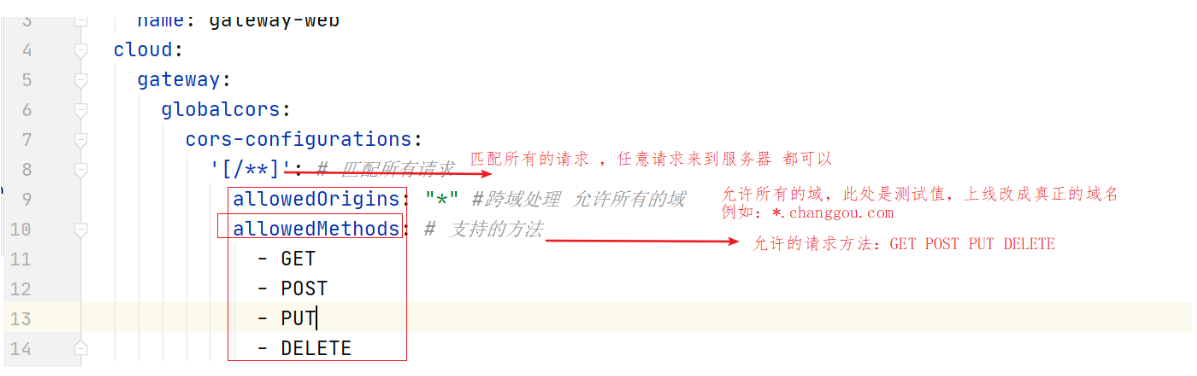 3 name: gateway-web
4 cloud:
5 gateway:
6 globalcors:
7 cors-configurations:
8 '[/**]': # 匹配所有请求 匹配所有的请求 ，任意请求来到服务器 都可以
9 allowedOrigins: "*" #跨域处理 允许所有的域 允许所有的域，此处是测试值，上线改成真正的域名
例如：*.changgou.com
10 allowedMethods: # 支持的方法
允许的请求方法：GET POST PUT DELETE
11 - GET
12 - POST
13 - PUT
14 - DELETE